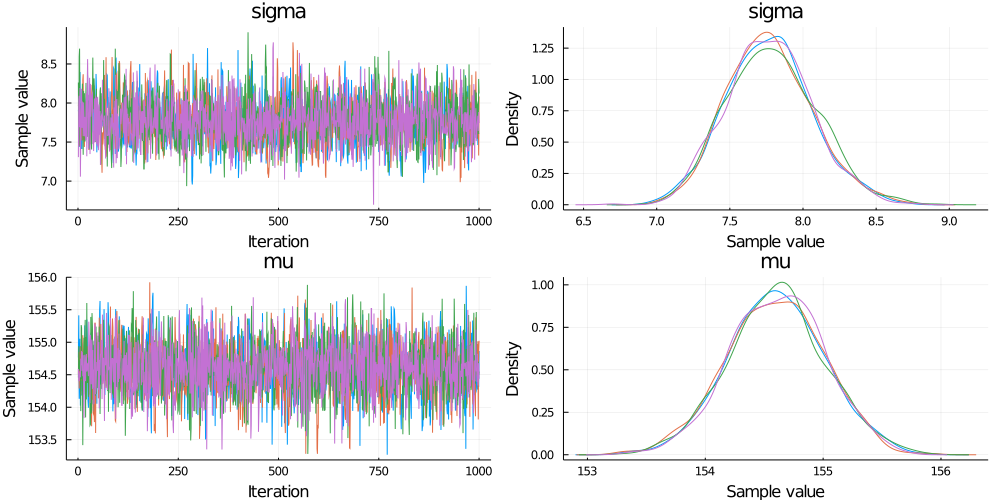 sigma
Sample value
8.5
8.0
7.5
7.0
0 250 500 750 1000
Iteration
sigma
Density
1.25
1.00
0.75
0.50
0.25
0.00
6.5 7.0 7.5 8.0 8.5 9.0
Sample value
mu
Sample value
156.0
155.5
155.0
154.5
154.0
153.5
0 250 500 750 1000
Iteration
mu
Density
1.00
0.75
0.50
0.25
0.00
153 154 155 156
Sample value